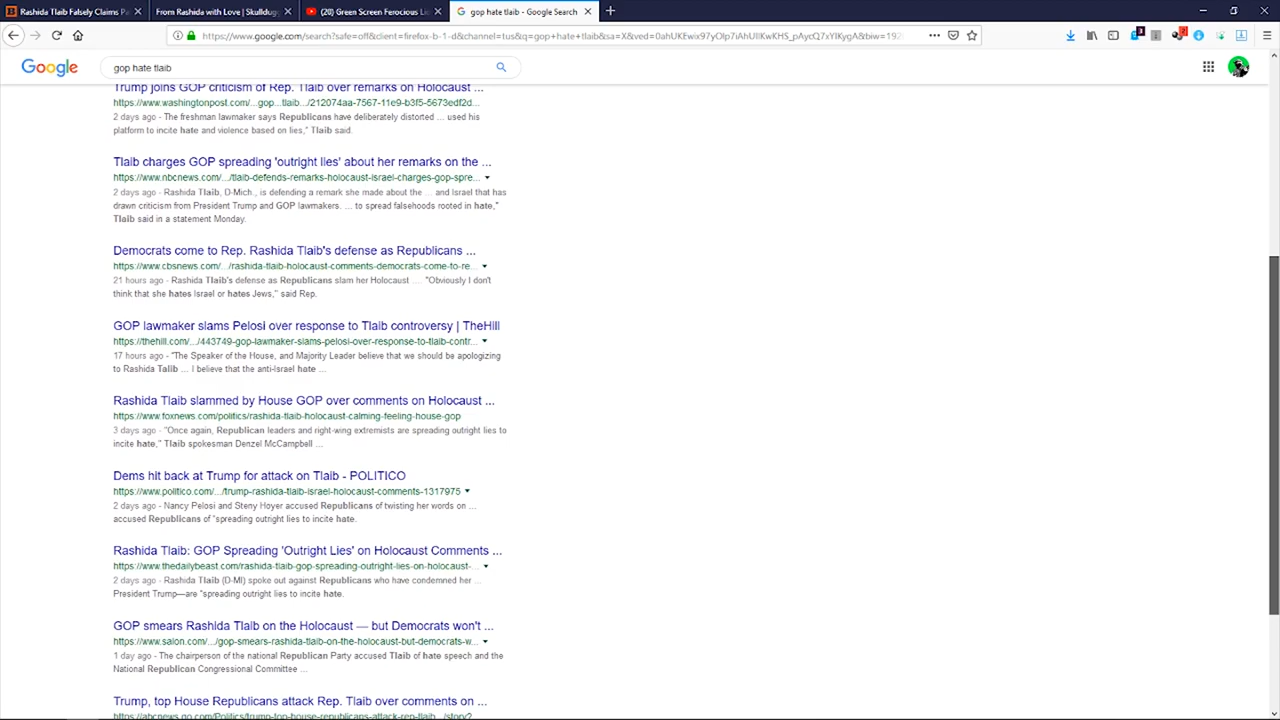 Rashida Tlaib Falsely Claims Pa
From Rashida with Love | Skulldug
(20) Green Screen Ferocious Lie
gop hate tlaib - Google Search
https://www.google.com/search?safe=off&client=firefox-b-1-d&channel=tus&q=gop+hate+tlaib&sa=X&ved=
Google
gop hate tlaib
Trump joins GOP criticism of Rep. Tlaib over remarks on Holocaust ...
https://www.washingtonpost.com/...gop...tlaib.../212074aa-7567-11e9-b3f5-5673edf2d...
2 days ago - The freshman lawmaker says Republicans have deliberately distorted ... used his
platform to incite hate and violence based on lies," Tlaib said.
Tlaib charges GOP spreading 'outright lies' about her remarks on the ...
https://www.nbcnews.com/.../tlaib-defends-remarks-holocaust-israel-charges-gop-spre...
2 days ago - Rashida Tlaib, D-Mich., is defending a remark she made about the ... and Israel that has
drawn criticism from President Trump and GOP lawmakers. ... to spread falsehoods rooted in hate,"
Tlaib said in a statement Monday.
Democrats come to Rep. Rashida Tlaib's defense as Republicans ...
https://www.cbsnews.com/.../rashida-tlaib-holocaust-comments-democrats-come-to-re...
21 hours ago - Rashida Tlaib's defense as Republicans slam her Holocaust ... "Obviously I don't
think that she hates Israel or hates Jews," said Rep.
GOP lawmaker slams Pelosi over response to Tlaib controversy | TheHill
https://thehill.com/.../443749-gop-lawmaker-slams-pelosi-over-response-to-tlaib-contr...
17 hours ago - "The Speaker of the House, and Majority Leader believe that we should be apologizing
to Rashida Talib ... I believe that the anti-Israel hate ...
Rashida Tlaib slammed by House GOP over comments on Holocaust ...
https://www.foxnews.com/politics/rashida-tlaib-holocaust-calming-feeling-house-gop
3 days ago - "Once again, Republican leaders and right-wing extremists are spreading outright lies to
incite hate," Tlaib spokesman Denzel McCampbell ...
Dems hit back at Trump for attack on Tlaib - POLITICO
https://www.politico.com/.../trump-rashida-tlaib-israel-holocaust-comments-1317975
2 days ago - Nancy Pelosi and Steny Hoyer accused Republicans of twisting her words on ...
accused Republicans of "spreading outright lies to incite hate.
Rashida Tlaib: GOP Spreading 'Outright Lies' on Holocaust Comments ...
https://www.thedailybeast.com/rashida-tlaib-gop-spreading-outright-lies-on-holocaust-...
2 days ago - Rashida Tlaib (D-MI) spoke out against Republicans who have condemned her ...
President Trump—are "spreading outright lies to incite hate.
GOP smears Rashida Tlaib on the Holocaust — but Democrats won't ...
https://www.salon.com/.../gop-smears-rashida-tlaib-on-the-holocaust-but-democrats-w...
1 day ago - The chairperson of the national Republican Party accused Tlaib of hate speech and the
National Republican Congressional Committee ...
Trump, top House Republicans attack Rep. Tlaib over comments on ...
https://abcnews.go.com/Politics/trump-top-house-republicans-attack-rep-tlaib.../story?...